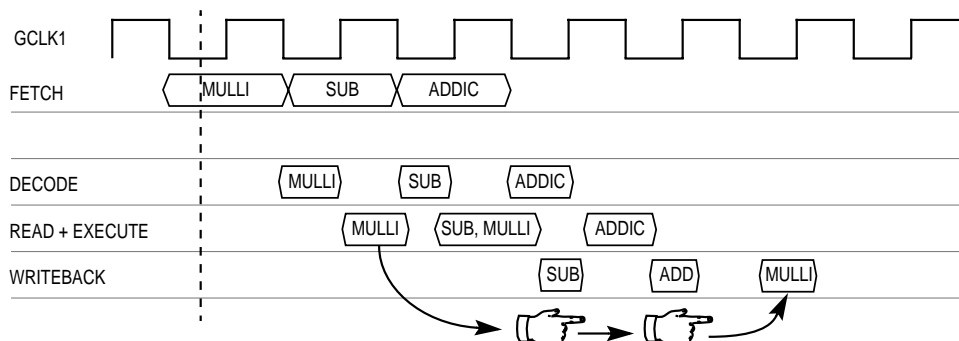 GCLK1
FETCH MULLI SUB ADDIC
DECODE MULLI SUB ADDIC
READ + EXECUTE MULLI SUB, MULLI ADDIC
WRITEBACK SUB ADD MULLI